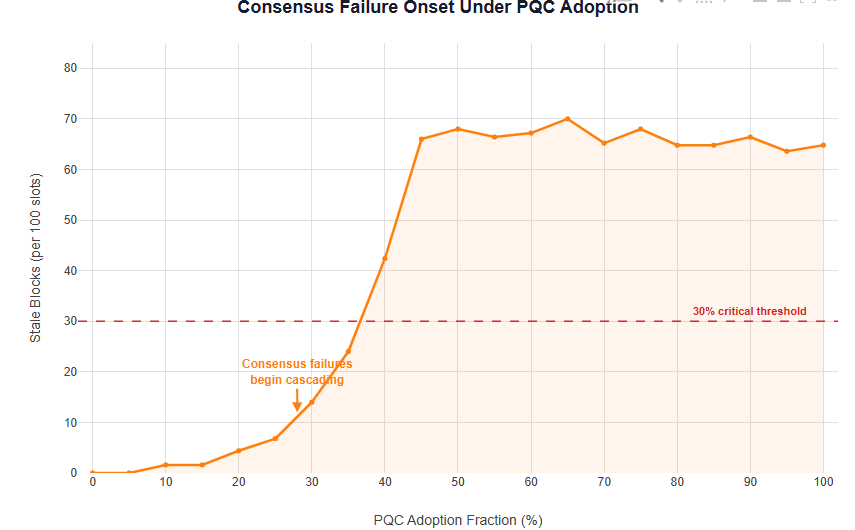 Consensus Failure Onset Under PQC Adoption
80
70
60
50
40
30
20
10
0
Stale Blocks (per 100 slots)
30% critical threshold
Consensus failures
begin cascading
0 10 20 30 40 50 60 70 80 90 100
PQC Adoption Fraction (%)